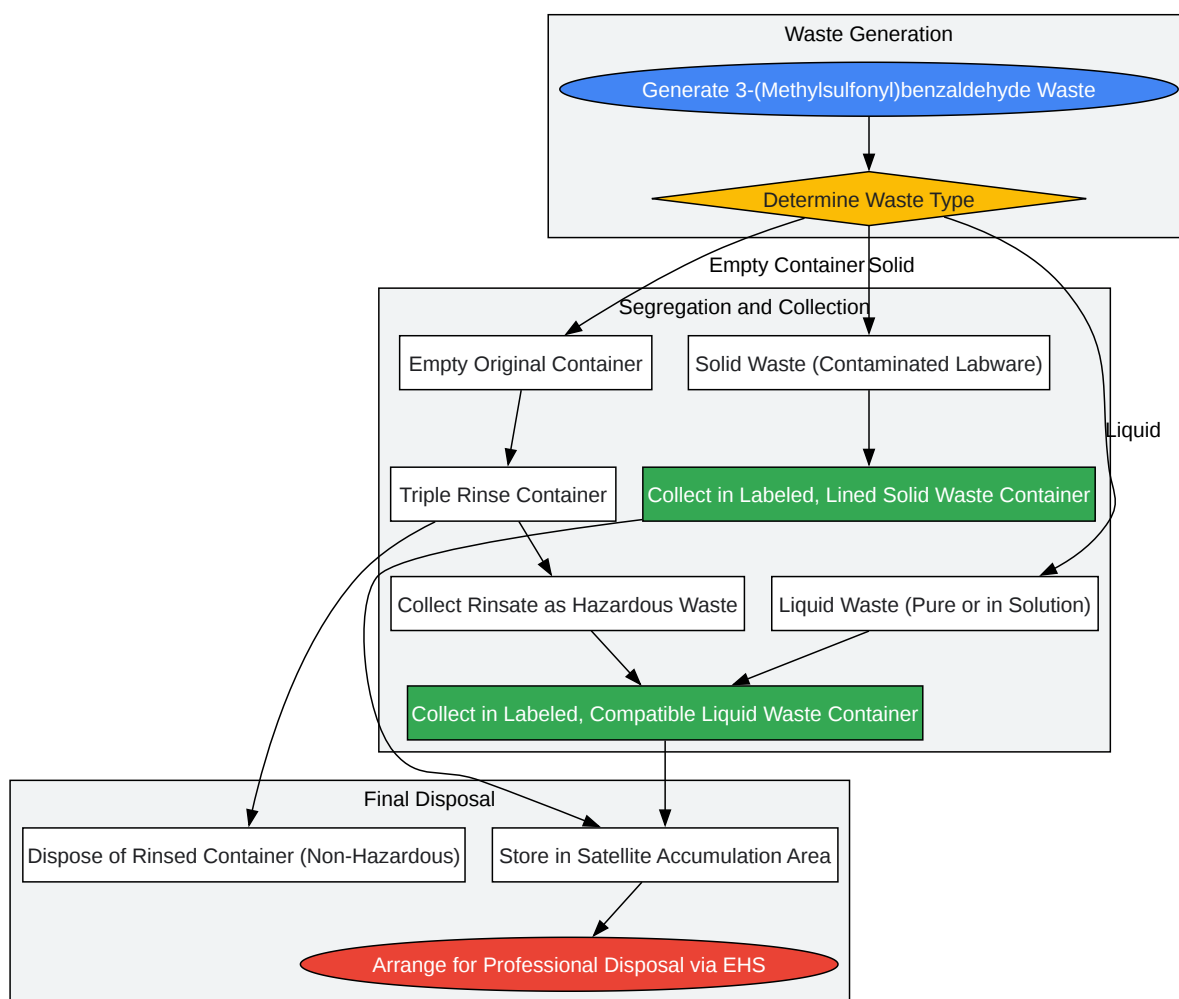 Waste Generation
Generate 3-(Methylsulfonyl)benzaldehyde Waste
Determine Waste Type
Empty Container
Solid
Segregation and Collection
Empty Original Container
Solid Waste (Contaminated Labware)
Liquid
Triple Rinse Container
Collect in Labeled, Lined Solid Waste Container
Collect Rinsate as Hazardous Waste
Liquid Waste (Pure or in Solution)
Collect in Labeled, Compatible Liquid Waste Container
Final Disposal
Dispose of Rinsed Container (Non-Hazardous)
Store in Satellite Accumulation Area
Arrange for Professional Disposal via EHS